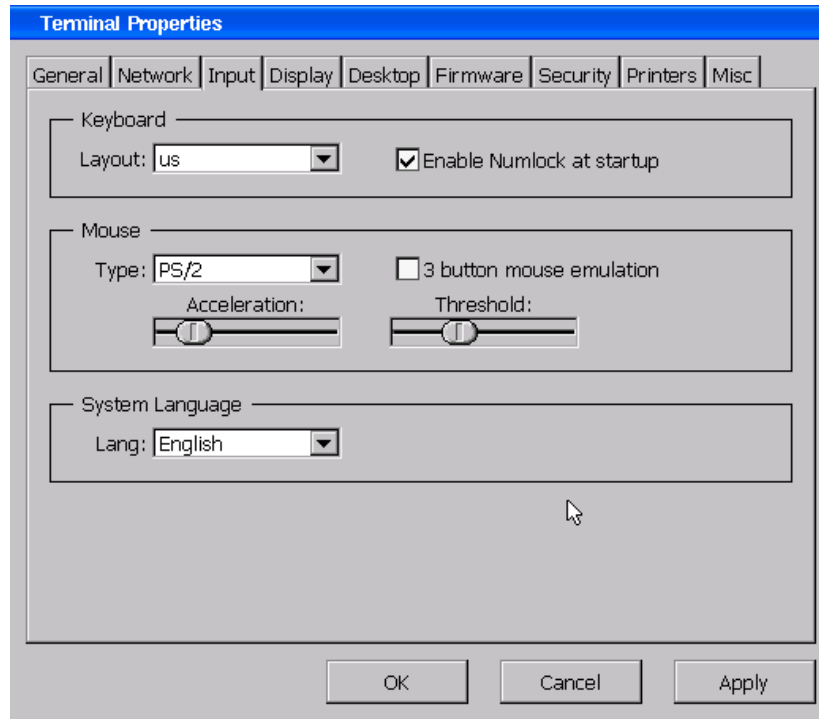 Terminal Properties
General Network Input Display Desktop Firmware Security Printers Misc
Keyboard
Layout: us Enable Numlock at startup
Mouse
Type: PS/2 3 button mouse emulation
Acceleration: Threshold:
System Language
Lang: English
OK Cancel Apply